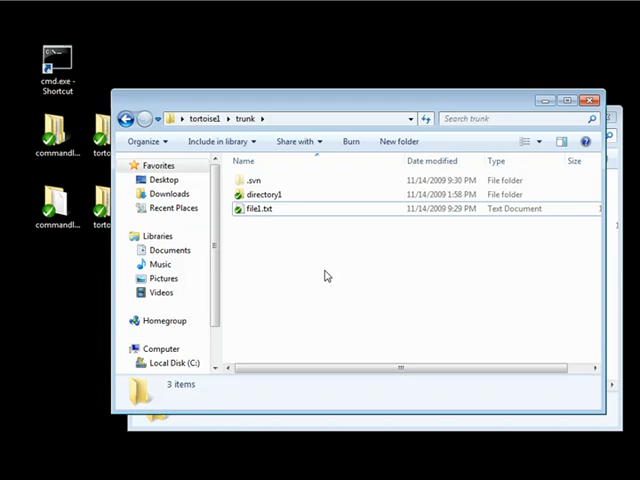 cmd.exe -
Shortcut
commandl...
commandl...
tortoise1 trunk
Search trunk
Organize Include in library Share with Burn New folder
Favorites
Desktop
Downloads
Recent Places
Libraries
Documents
Music
Pictures
Videos
Homegroup
Computer
Local Disk (C:)
Name Date modified Type Size
.svn 11/14/2009 9:30 PM File folder
directory1 11/14/2009 1:58 PM File folder
file1.txt 11/14/2009 9:29 PM Text Document 1
3 items